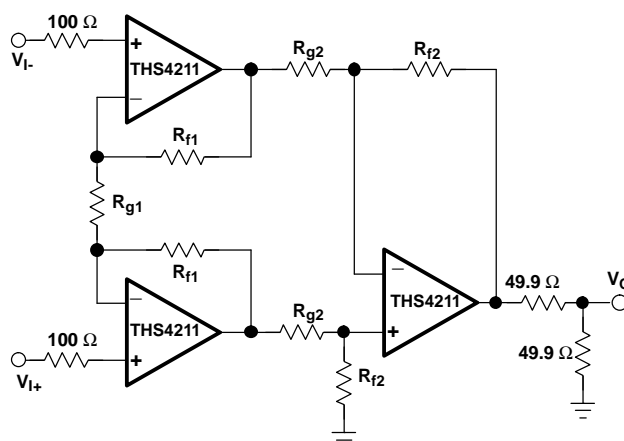 100 Ω
V_I-
+
THS4211
−
R_f1
R_g1
R_f1
−
THS4211
+
100 Ω
V_I+
R_g2
R_f2
−
THS4211
+
R_g2
R_f2
49.9 Ω
V_O
49.9 Ω